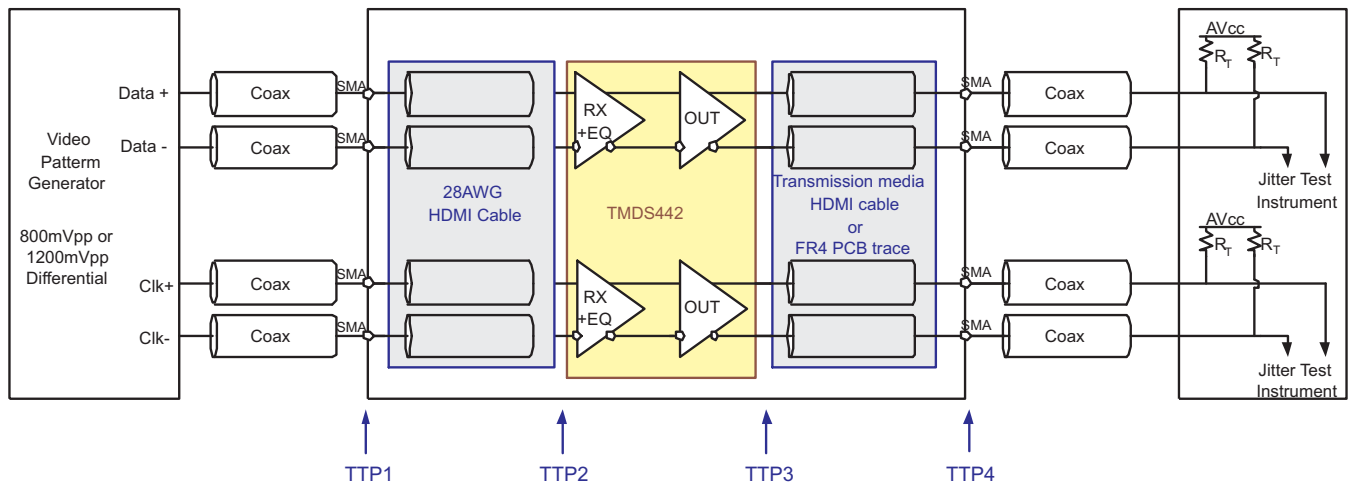 Video
Patterm
Generator
800mVpp or
1200mVpp
Differential
Data +
Data -
Clk+
Clk-
Coax
Coax
Coax
Coax
SMA
SMA
SMA
SMA
28AWG
HDMI Cable
RX
+EQ
OUT
TMDS442
RX
+EQ
OUT
Transmission media
HDMI cable
or
FR4 PCB trace
SMA
SMA
SMA
SMA
Coax
Coax
Coax
Coax
AVcc
RT
RT
Jitter Test
Instrument
AVcc
RT
RT
Jitter Test
Instrument
TTP1
TTP2
TTP3
TTP4